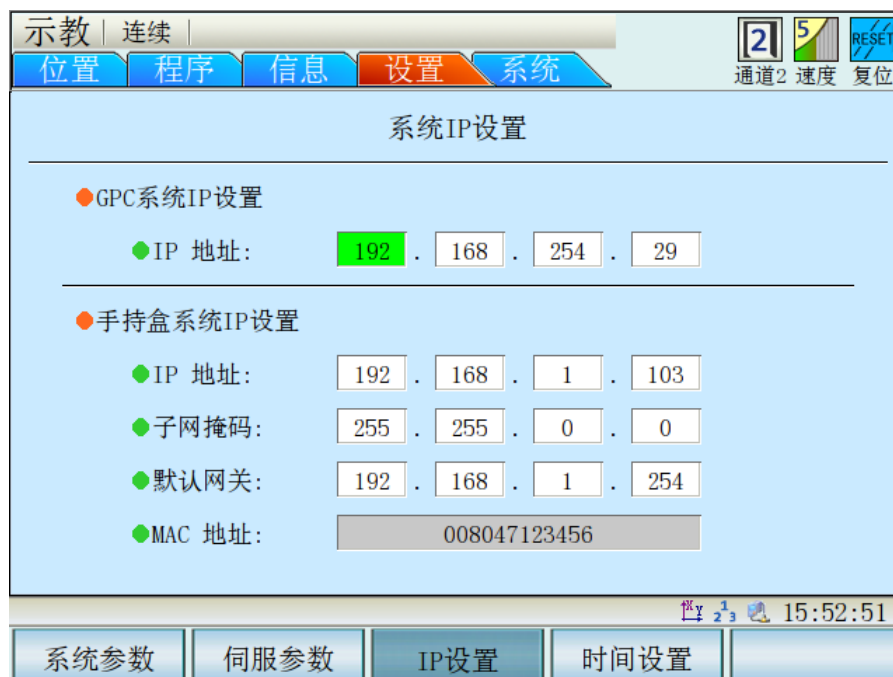 示教 连续
2 5 RESET
位置 程序 信息 设置 系统
通道2 速度 复位
系统IP设置
GPC系统IP设置
IP 地址: 192 . 168 . 254 . 29
手持盒系统IP设置
IP 地址: 192 . 168 . 1 . 103
子网掩码: 255 . 255 . 0 . 0
默认网关: 192 . 168 . 1 . 254
MAC 地址: 008047123456
XY 123 15:52:51
系统参数 伺服参数 IP设置 时间设置